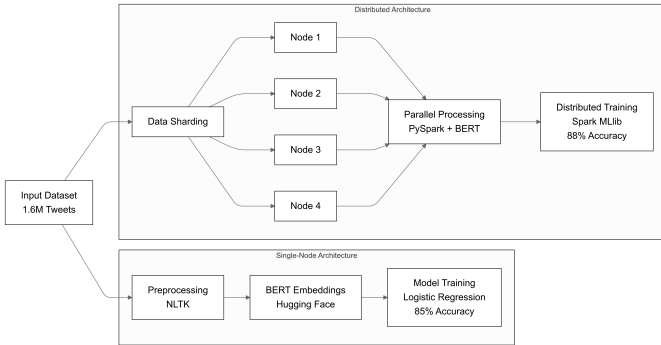 Distributed Architecture
Node 1
Node 2
Data Sharding
Parallel Processing
PySpark + BERT
Distributed Training
Spark MLlib
88% Accuracy
Node 3
Node 4
Input Dataset
1.6M Tweets
Single-Node Architecture
Preprocessing
NLTK
BERT Embeddings
Hugging Face
Model Training
Logistic Regression
85% Accuracy